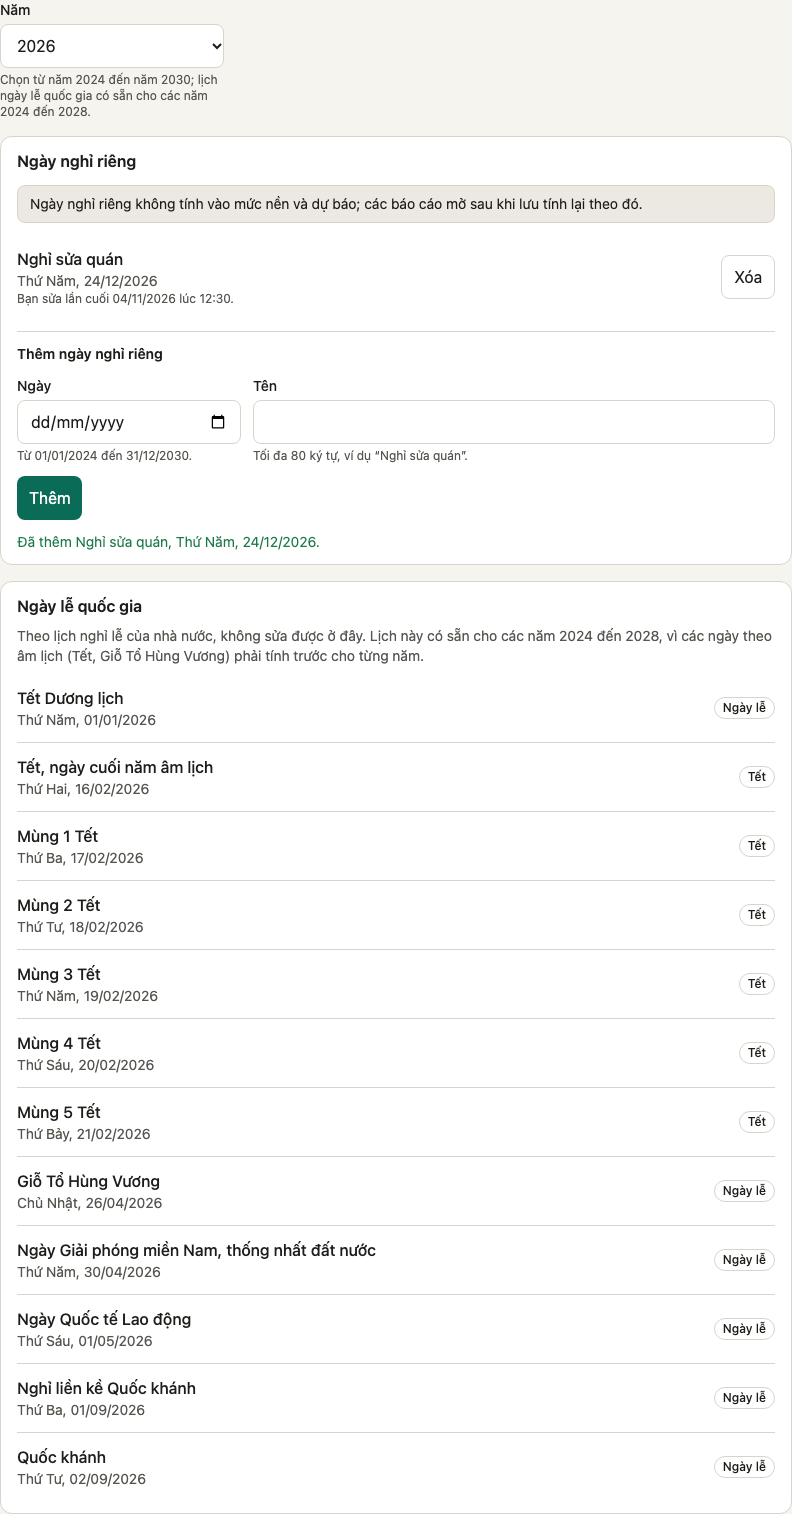 Năm
2026
Chọn từ năm 2024 đến năm 2030; lịch
ngày lễ quốc gia có sẵn cho các năm
2024 đến 2028.
Ngày nghỉ riêng
Ngày nghỉ riêng không tính vào mức nền và dự báo; các báo cáo mở sau khi lưu tính lại theo đó.
Nghỉ sửa quán
Thứ Năm, 24/12/2026
Bạn sửa lần cuối 04/11/2026 lúc 12:30.
Xóa
Thêm ngày nghỉ riêng
Ngày
Tên
dd/mm/yyyy
Từ 01/01/2024 đến 31/12/2030.
Tối đa 80 ký tự, ví dụ “Nghỉ sửa quán”.
Thêm
Đã thêm Nghỉ sửa quán, Thứ Năm, 24/12/2026.
Ngày lễ quốc gia
Theo lịch nghỉ lễ của nhà nước, không sửa được ở đây. Lịch này có sẵn cho các năm 2024 đến 2028, vì các ngày theo
âm lịch (Tết, Giỗ Tổ Hùng Vương) phải tính trước cho từng năm.
Tết Dương lịch
Thứ Năm, 01/01/2026
Ngày lễ
Tết, ngày cuối năm âm lịch
Thứ Hai, 16/02/2026
Tết
Mùng 1 Tết
Thứ Ba, 17/02/2026
Tết
Mùng 2 Tết
Thứ Tư, 18/02/2026
Tết
Mùng 3 Tết
Thứ Năm, 19/02/2026
Tết
Mùng 4 Tết
Thứ Sáu, 20/02/2026
Tết
Mùng 5 Tết
Thứ Bảy, 21/02/2026
Tết
Giỗ Tổ Hùng Vương
Chủ Nhật, 26/04/2026
Ngày lễ
Ngày Giải phóng miền Nam, thống nhất đất nước
Thứ Năm, 30/04/2026
Ngày lễ
Ngày Quốc tế Lao động
Thứ Sáu, 01/05/2026
Ngày lễ
Nghỉ liền kề Quốc khánh
Thứ Ba, 01/09/2026
Ngày lễ
Quốc khánh
Thứ Tư, 02/09/2026
Ngày lễ